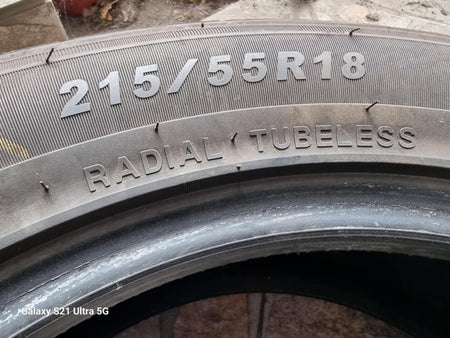 215/55R18
RADIAL TUBELESS
Galaxy S21 Ultra 5G